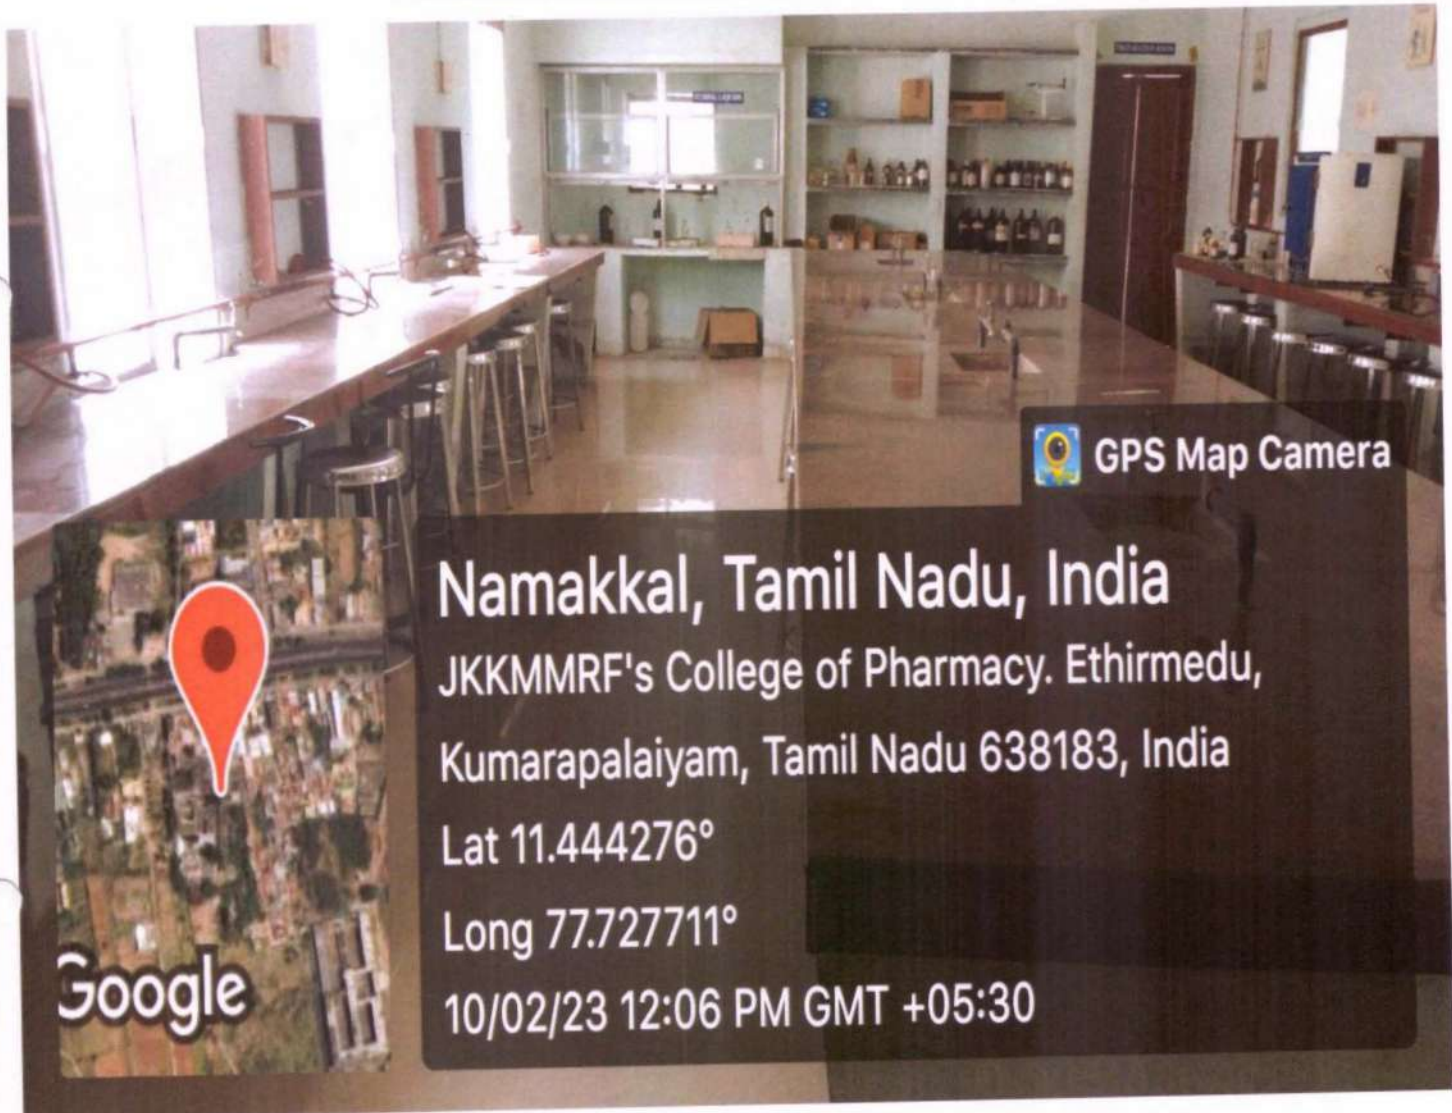 GPS Map Camera
Namakkal, Tamil Nadu, India
JKKMMRF's College of Pharmacy. Ethirmedu,
Kumarapalaiyam, Tamil Nadu 638183, India
Lat 11.444276°
Long 77.727711°
10/02/23 12:06 PM GMT +05:30
Google